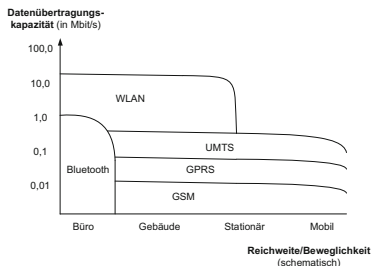 Datenübertragungs-
kapazität (in Mbit/s)
100,0
10,0
WLAN
1,0
UMTS
0,1
Bluetooth
GPRS
0,01
GSM
Büro Gebäude Stationär Mobil
Reichweite/Beweglichkeit
(schematisch)